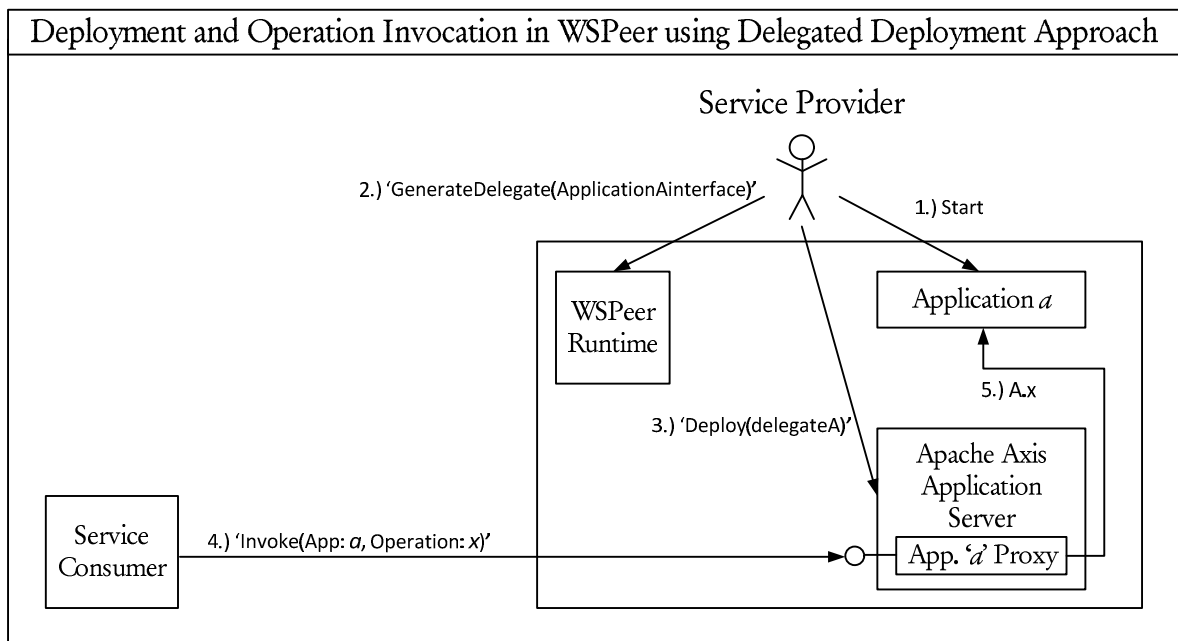 Deployment and Operation Invocation in WSPeer using Delegated Deployment Approach
Service Provider
2.) ‘GenerateDelegate(ApplicationAinterface)’
1.) Start
WSPeer
Runtime
Application a
5.) A.x
3.) ‘Deploy(delegateA)’
Apache Axis
Application
Server
App. ‘a’ Proxy
Service
Consumer
4.) ‘Invoke(App: a, Operation: x)’